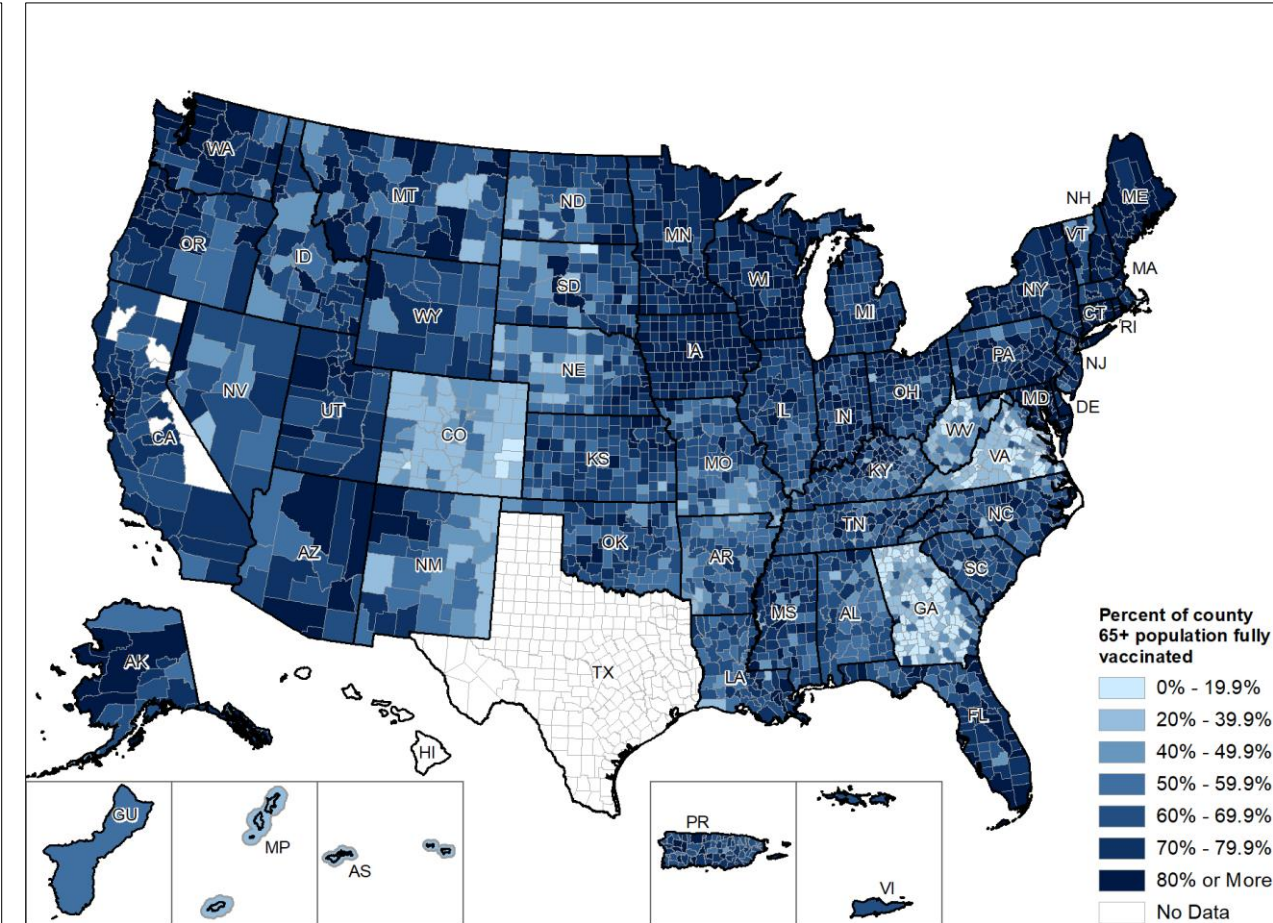 WA
MT
ND
MN
OR
ID
SD
WI
WY
MI
NH
VT
ME
NY
MA
CT
RI
NV
UT
CO
NE
IA
PA
NJ
CA
KS
MO
IL
IN
OH
MD
DE
WV
VA
KY
AZ
NM
OK
AR
TN
NC
SC
MS
AL
GA
TX
LA
FL
AK
HI
GU
MP
AS
PR
VI
Percent of county
65+ population fully
vaccinated
0% - 19.9%
20% - 39.9%
40% - 49.9%
50% - 59.9%
60% - 69.9%
70% - 79.9%
80% or More
No Data